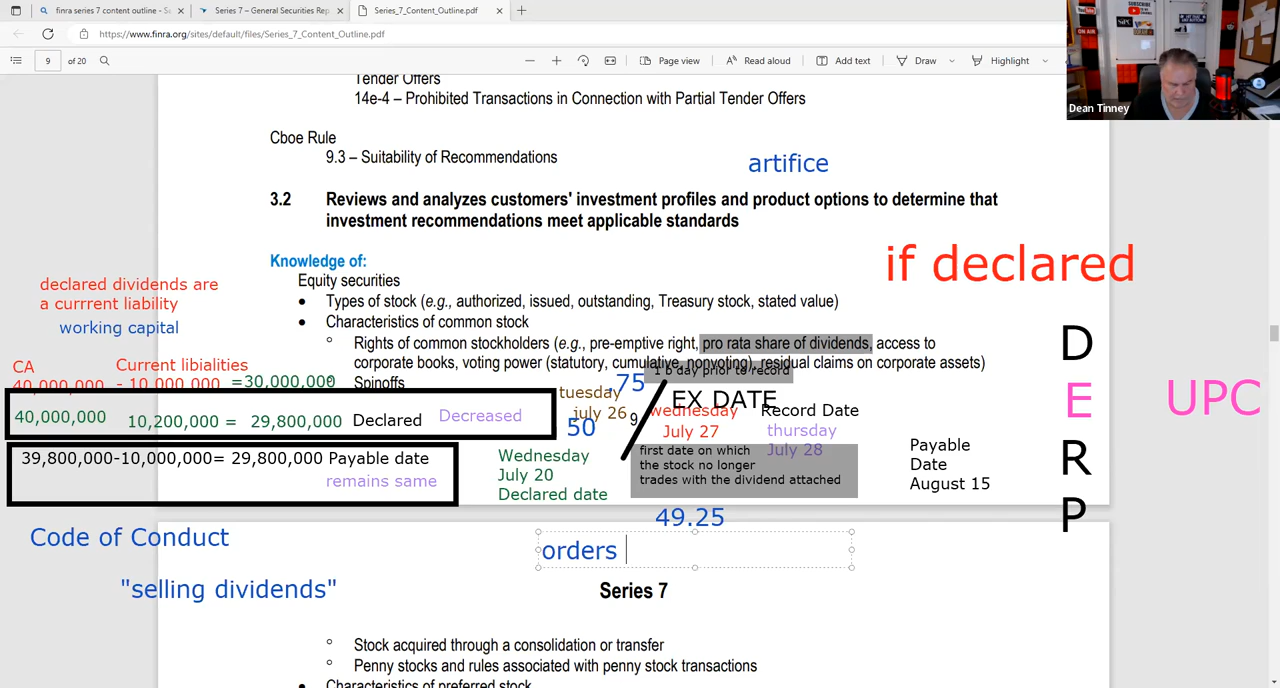 finra series 7 content outline - Se
Series 7 – General Securities Rep
Series_7_Content_Outline.pdf
https://www.finra.org/sites/default/files/Series_7_Content_Outline.pdf
9 of 20
Page view
Read aloud
Add text
Draw
Highlight
Dean Tinney
Tender Offers
14e-4 – Prohibited Transactions in Connection with Partial Tender Offers
Cboe Rule
9.3 – Suitability of Recommendations
artifice
3.2 Reviews and analyzes customers' investment profiles and product options to determine that
investment recommendations meet applicable standards
if declared
Knowledge of:
Equity securities
• Types of stock (e.g., authorized, issued, outstanding, Treasury stock, stated value)
• Characteristics of common stock
° Rights of common stockholders (e.g., pre-emptive right, pro rata share of dividends, access to
corporate books, voting power (statutory, cumulative, nonvoting), residual claims on corporate assets)
Spinoffs
declared dividends are
a currrent liability
working capital
CA
40,000,000
Current libialities
- 10,000,000 =30,000,000
40,000,000 10,200,000 = 29,800,000 Declared Decreased
39,800,000-10,000,000= 29,800,000 Payable date
remains same
tuesday
july 26
.75
50
9
1 b day prior to record
EX DATE
wednesday
July 27
Record Date
thursday
July 28
Wednesday
July 20
Declared date
first date on which
the stock no longer
trades with the dividend attached
Payable
Date
August 15
D
E
R
P
UPC
49.25
Code of Conduct
orders
"selling dividends"
Series 7
° Stock acquired through a consolidation or transfer
° Penny stocks and rules associated with penny stock transactions
• Characteristics of preferred stock